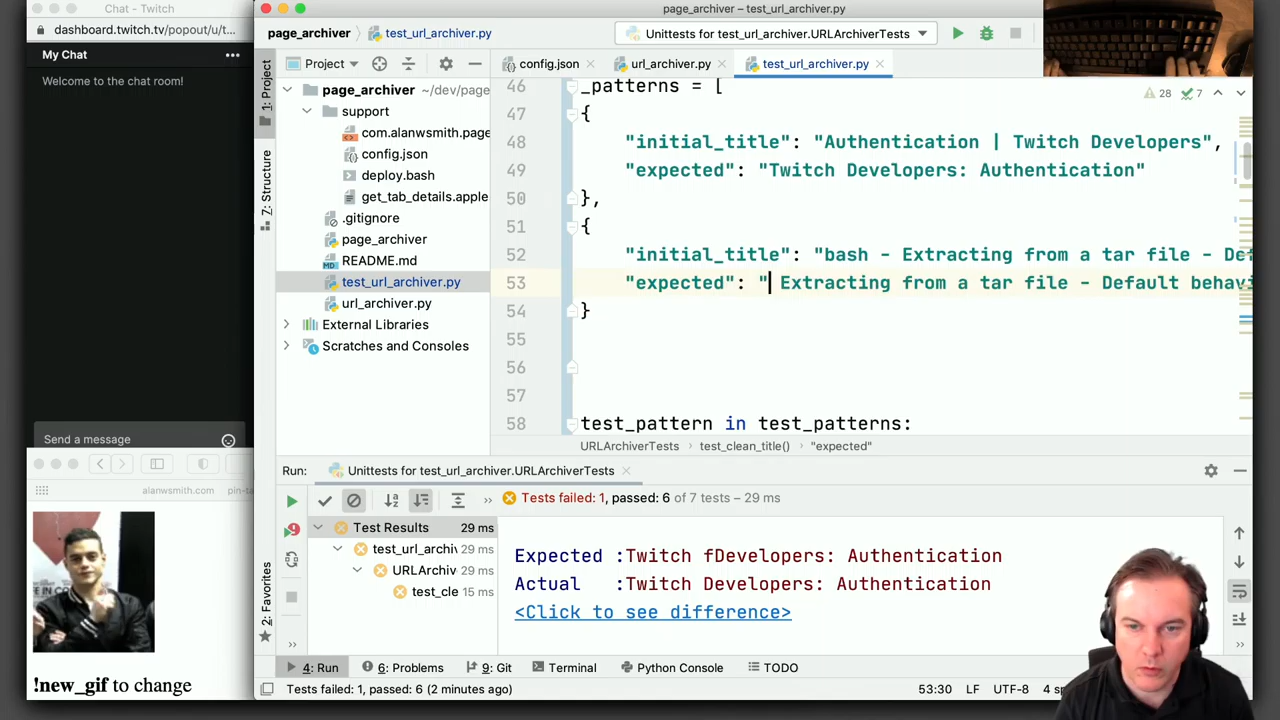 Chat - Twitch
dashboard.twitch.tv/popout/u/t...
My Chat
Welcome to the chat room!
Send a message
alanwsmith.com
pin-ta
!new_gif to change
page_archiver – test_url_archiver.py
page_archiver
test_url_archiver.py
Unittests for test_url_archiver.URLArchiverTests
1: Project
7: Structure
2: Favorites
Project
page_archiver ~/dev/page
support
com.alanwsmith.page
config.json
deploy.bash
get_tab_details.apple
.gitignore
page_archiver
README.md
test_url_archiver.py
url_archiver.py
External Libraries
Scratches and Consoles
config.json
url_archiver.py
test_url_archiver.py
28
7
46 _patterns = [
47 {
48 "initial_title": "Authentication | Twitch Developers",
49 "expected": "Twitch Developers: Authentication"
50 },
51 {
52 "initial_title": "bash - Extracting from a tar file - Def
53 "expected": " Extracting from a tar file - Default behavi
54 }
55
56
57
58 test_pattern in test_patterns:
URLArchiverTests
test_clean_title()
"expected"
Run:
Unittests for test_url_archiver.URLArchiverTests
Tests failed: 1, passed: 6 of 7 tests – 29 ms
Test Results 29 ms
test_url_archiv 29 ms
URLArchiv 29 ms
test_cle 15 ms
Expected :Twitch fDevelopers: Authentication
Actual :Twitch Developers: Authentication
<Click to see difference>
4: Run
6: Problems
9: Git
Terminal
Python Console
TODO
Tests failed: 1, passed: 6 (2 minutes ago)
53:30
LF
UTF-8
4 sp